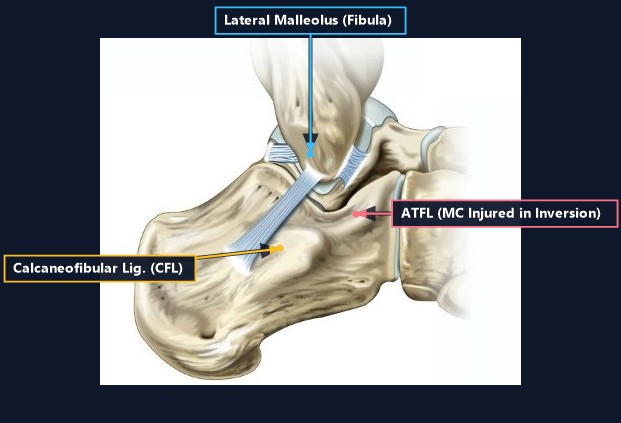 Lateral Malleolus (Fibula)
ATFL (MC Injured in Inversion)
Calcaneofibular Lig. (CFL)